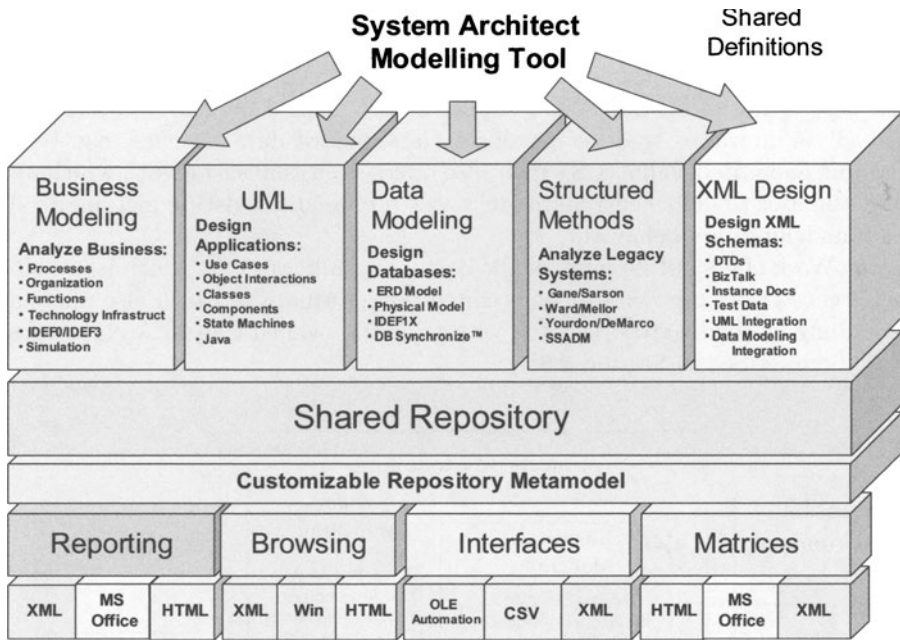 System Architect
Modelling Tool
Shared
Definitions
Business
Modeling
Analyze Business:
• Processes
• Organization
• Functions
• Technology Infrastruct
• IDEF0/IDEF3
• Simulation
UML
Design
Applications:
• Use Cases
• Object Interactions
• Classes
• Components
• State Machines
• Java
Data
Modeling
Design
Databases:
• ERD Model
• Physical Model
• IDEF1X
• DB Synchronize™
Structured
Methods
Analyze Legacy
Systems:
• Gane/Sarson
• Ward/Mellor
• Yourdon/DeMarco
• SSADM
XML Design
Design XML
Schemas:
• DTDs
• BizTalk
• Instance Docs
• Test Data
• UML Integration
• Data Modeling
Integration
Shared Repository
Customizable Repository Metamodel
Reporting
Browsing
Interfaces
Matrices
XML
MS
Office
HTML
XML
Win
HTML
OLE
Automation
CSV
XML
HTML
MS
Office
XML